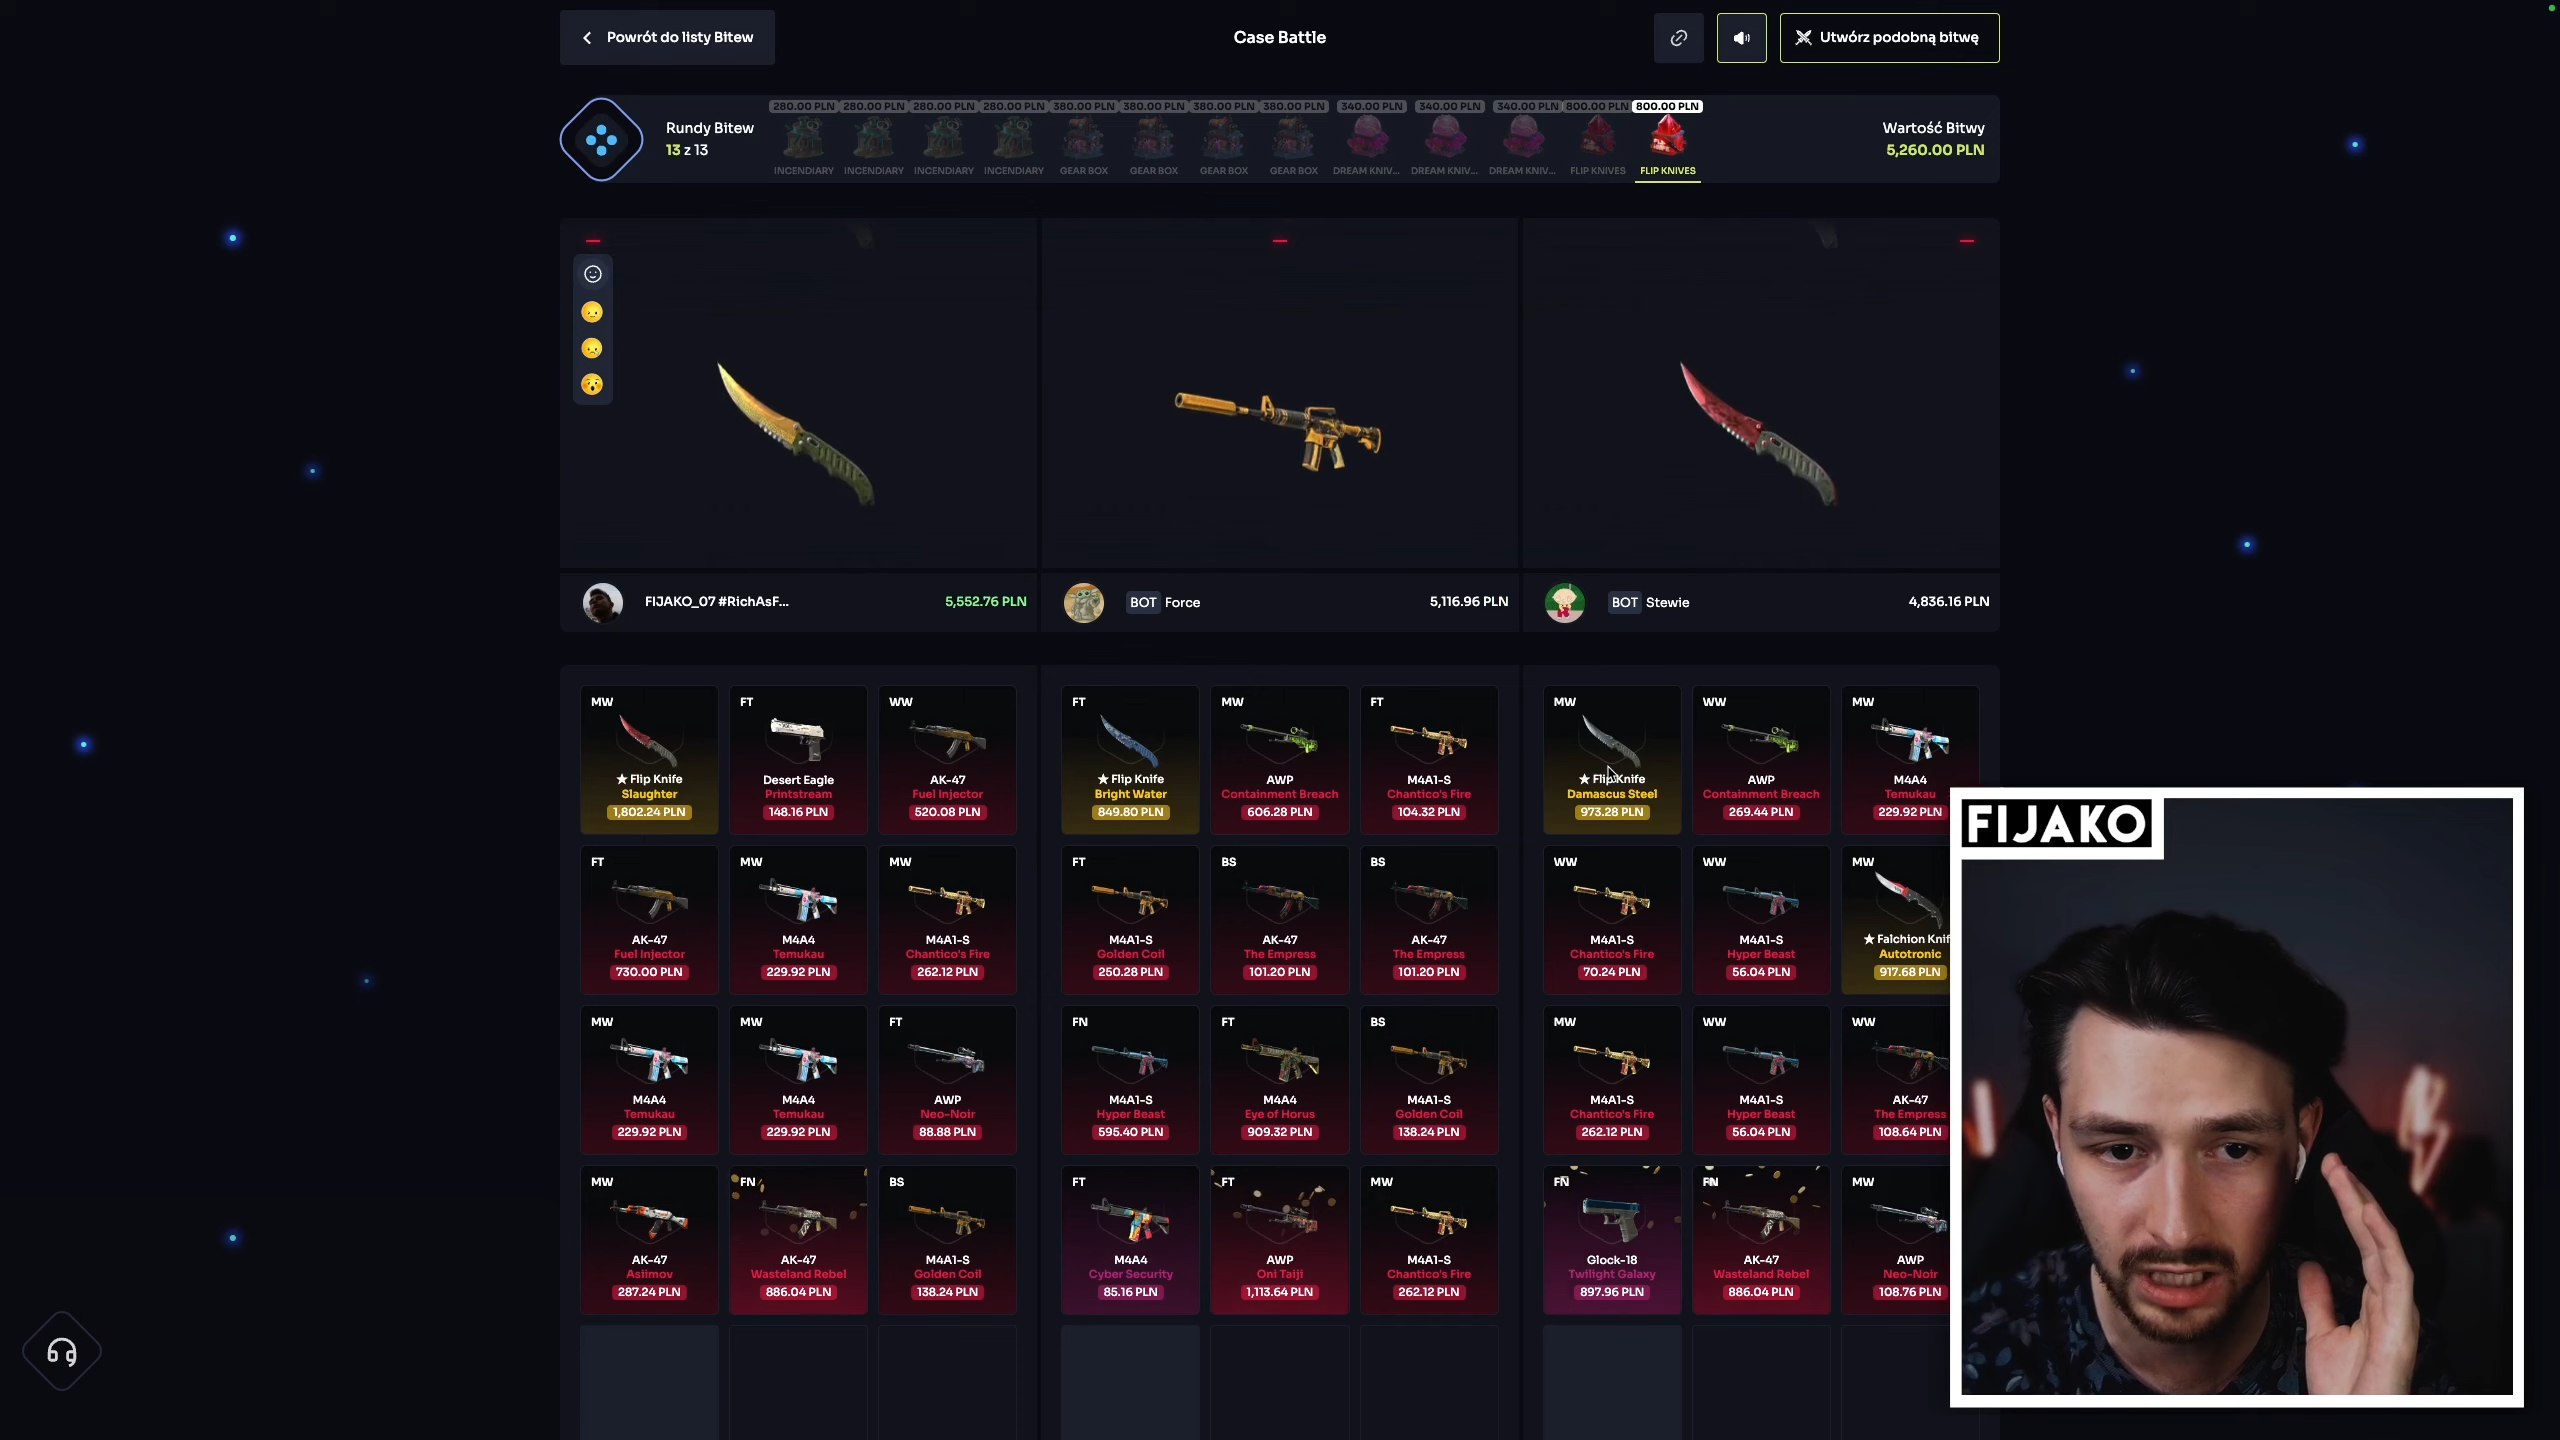 Powrót do listy Bitew
Case Battle
Utwórz podobną bitwę
Rundy Bitew
13 z 13
280.00 PLN
280.00 PLN
280.00 PLN
280.00 PLN
380.00 PLN
380.00 PLN
380.00 PLN
380.00 PLN
340.00 PLN
340.00 PLN
340.00 PLN
800.00 PLN
800.00 PLN
INCENDIARY
INCENDIARY
INCENDIARY
INCENDIARY
GEAR BOX
GEAR BOX
GEAR BOX
GEAR BOX
DREAM KNIV...
DREAM KNIV...
DREAM KNIV...
FLIP KNIVES
FLIP KNIVES
Wartość Bitwy
5,260.00 PLN
FIJAKO_07 #RichAsF...
5,552.76 PLN
BOT Force
5,116.96 PLN
BOT Stewie
4,836.16 PLN
MW
★ Flip Knife
Slaughter
1,802.24 PLN
FT
Desert Eagle
Printstream
148.16 PLN
WW
AK-47
Fuel Injector
520.08 PLN
FT
★ Flip Knife
Bright Water
849.80 PLN
MW
AWP
Containment Breach
606.28 PLN
FT
M4A1-S
Chantico's Fire
104.32 PLN
MW
★ Flip Knife
Damascus Steel
973.28 PLN
WW
AWP
Containment Breach
269.44 PLN
MW
M4A4
Temukau
229.92 PLN
FT
AK-47
Fuel Injector
730.00 PLN
MW
M4A4
Temukau
229.92 PLN
MW
M4A1-S
Chantico's Fire
262.12 PLN
FT
M4A1-S
Golden Coil
250.28 PLN
BS
AK-47
The Empress
101.20 PLN
BS
AK-47
The Empress
101.20 PLN
WW
M4A1-S
Chantico's Fire
70.24 PLN
WW
M4A1-S
Hyper Beast
56.04 PLN
MW
★ Falchion Knif
Autotronic
917.68 PLN
MW
M4A4
Temukau
229.92 PLN
MW
M4A4
Temukau
229.92 PLN
FT
AWP
Neo-Noir
88.88 PLN
FN
M4A1-S
Hyper Beast
595.40 PLN
FT
M4A4
Eye of Horus
909.32 PLN
BS
M4A1-S
Golden Coil
138.24 PLN
MW
M4A1-S
Chantico's Fire
262.12 PLN
WW
M4A1-S
Hyper Beast
56.04 PLN
WW
AK-47
The Empress
108.64 PLN
MW
AK-47
Asiimov
287.24 PLN
FN
AK-47
Wasteland Rebel
886.04 PLN
BS
M4A1-S
Golden Coil
138.24 PLN
FT
M4A4
Cyber Security
85.16 PLN
FT
AWP
Oni Taiji
1,113.64 PLN
MW
M4A1-S
Chantico's Fire
262.12 PLN
FN
Glock-18
Twilight Galaxy
897.96 PLN
FN
AK-47
Wasteland Rebel
886.04 PLN
MW
AWP
Neo-Noir
108.76 PLN
FIJAKO